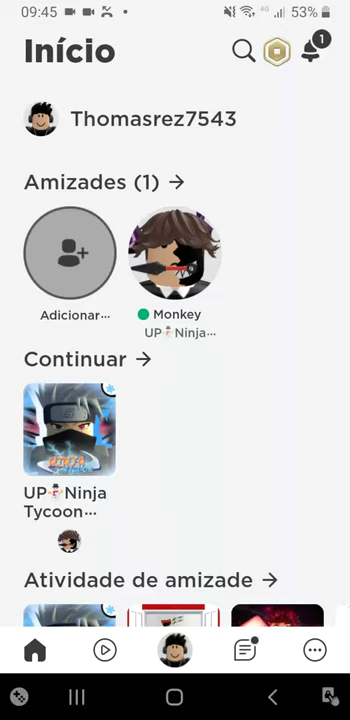 09:45
4G
53%
Início
1
Thomasrez7543
Amizades (1) →
Adicionar...
Monkey
UP⛄Ninja...
Continuar →
UP⛄Ninja
Tycoon...
Atividade de amizade →